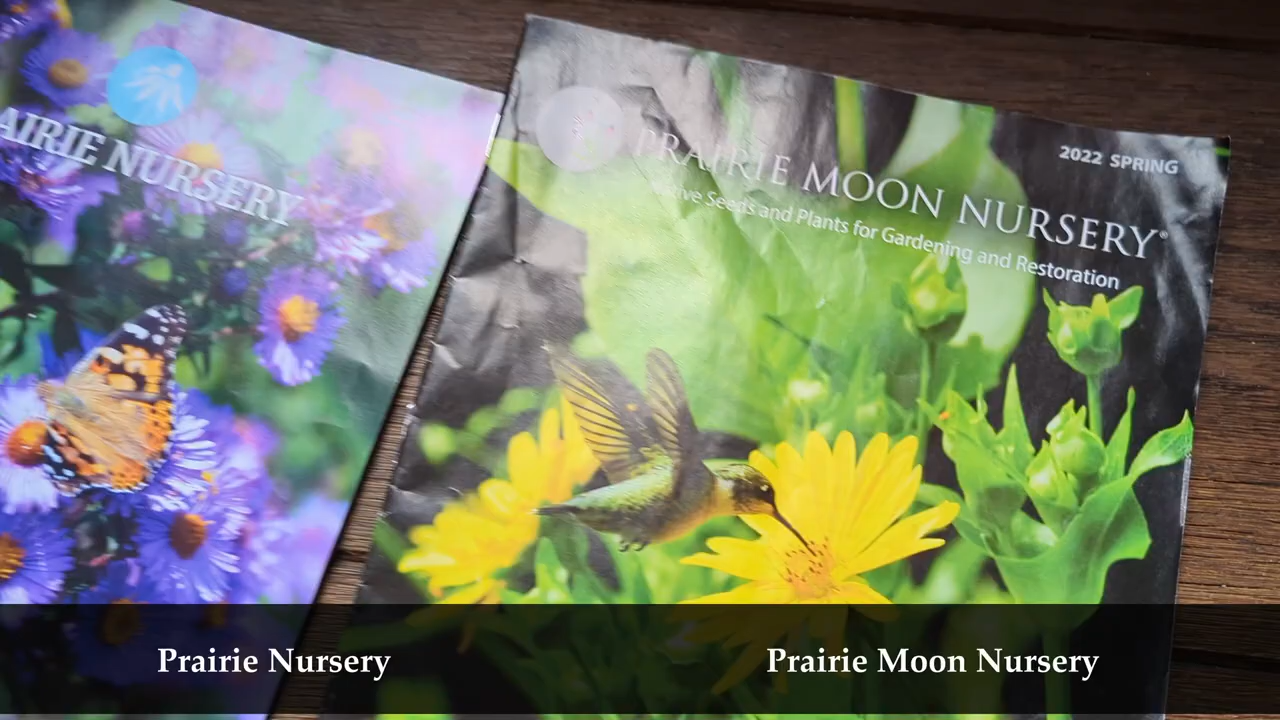 AIRIE NURSERY
2022 SPRING
PRAIRIE MOON NURSERY®
Native Seeds and Plants for Gardening and Restoration
Prairie Nursery
Prairie Moon Nursery